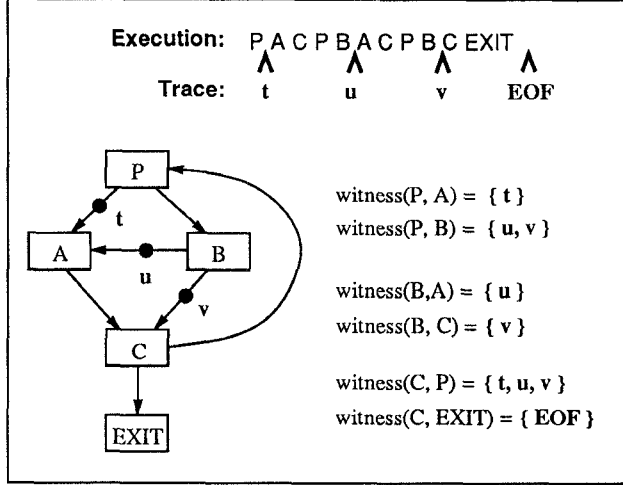 Execution: P A C P B A C P B C EXIT
Trace: t u v EOF
P
t
A
B
u
v
C
EXIT
witness(P, A) = { t }
witness(P, B) = { u, v }
witness(B,A) = { u }
witness(B, C) = { v }
witness(C, P) = { t, u, v }
witness(C, EXIT) = { EOF }